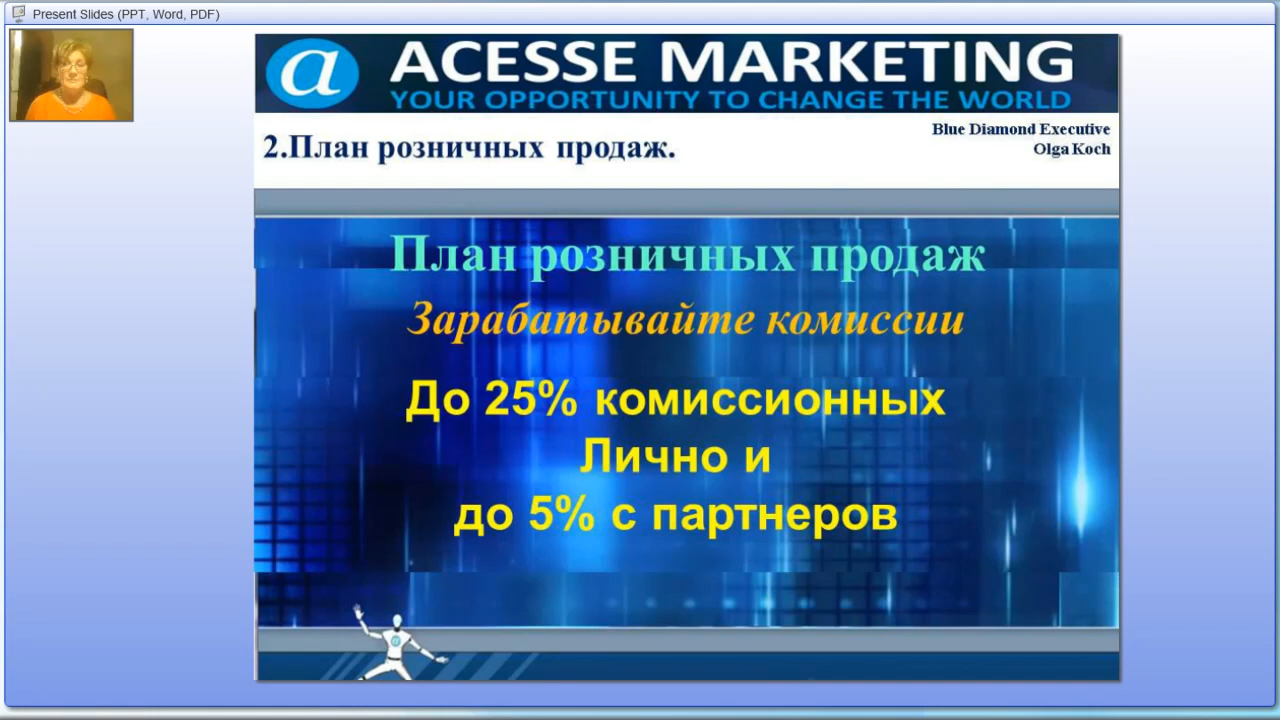 Present Slides (PPT, Word, PDF)
a ACESSE MARKETING
YOUR OPPORTUNITY TO CHANGE THE WORLD
Blue Diamond Executive
Olga Koch
2.План розничных продаж.
План розничных продаж
Зарабатывайте комиссии
До 25% комиссионных
Лично и
до 5% с партнеров